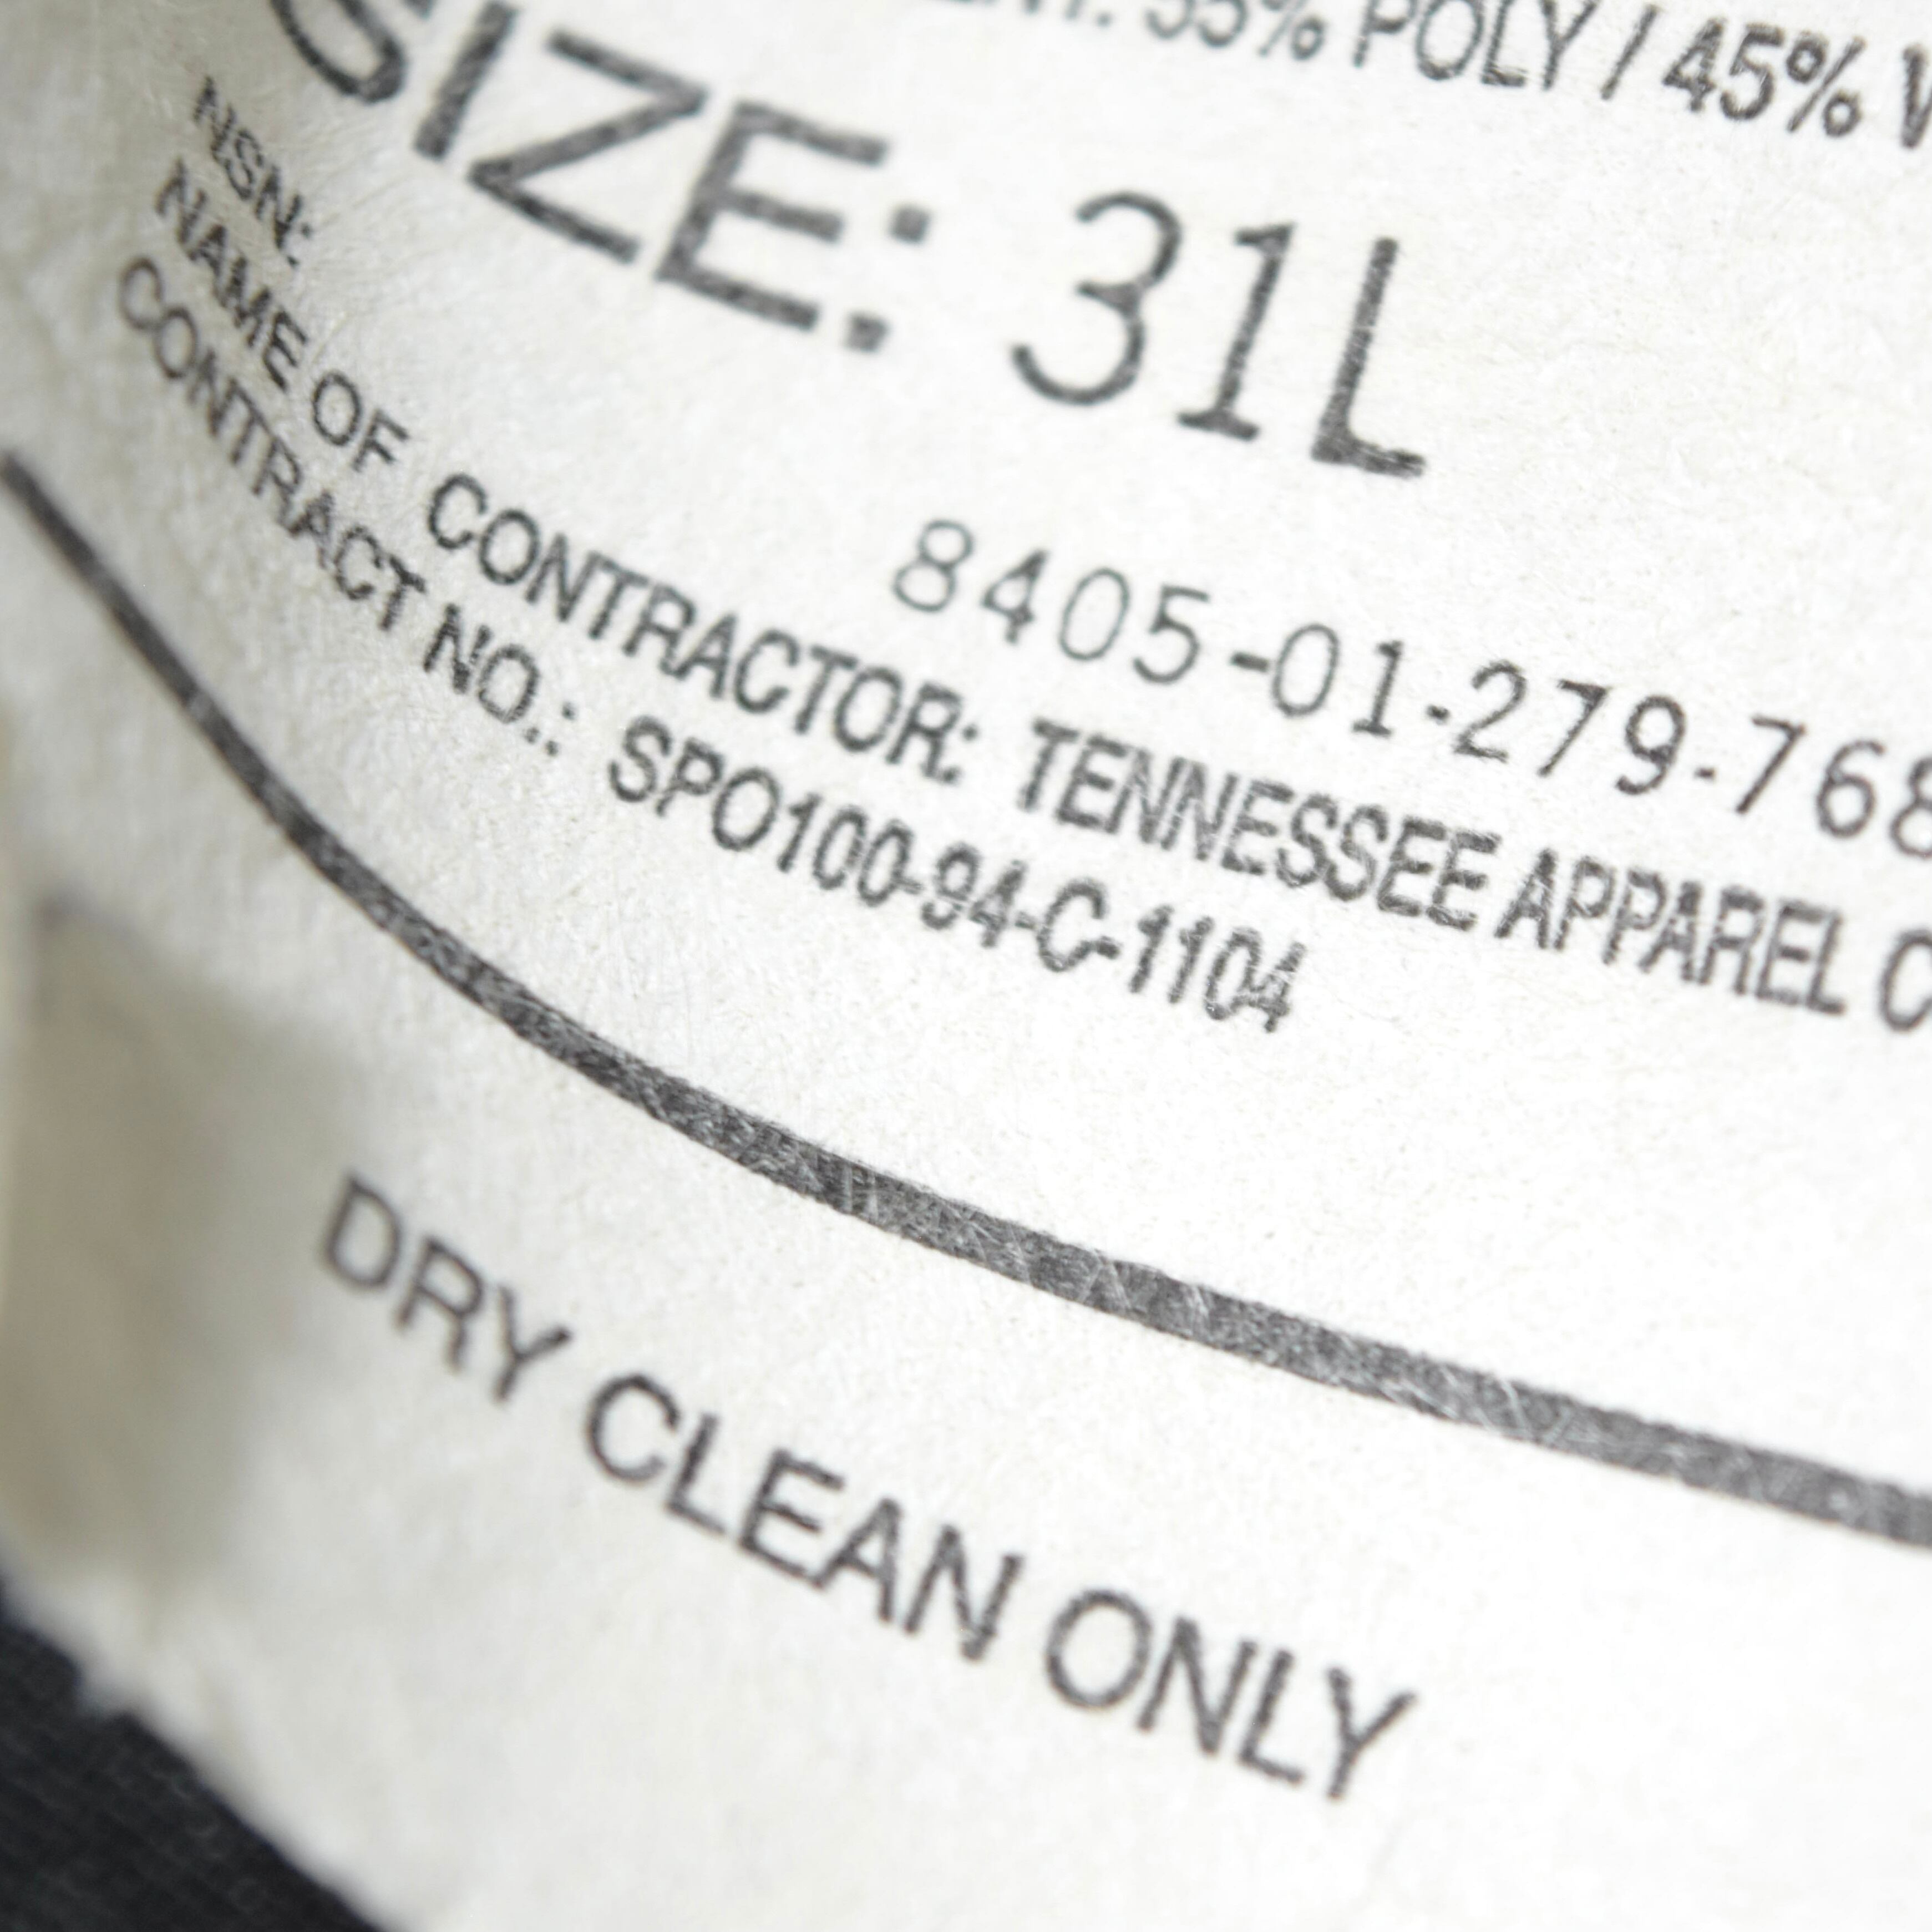 55% POLY / 45%
SIZE: 31L
NSN: 8405-01-279-768
NAME OF CONTRACTOR: TENNESSEE APPAREL
CONTRACT NO.: SPO100-94-C-1104
DRY CLEAN ONLY